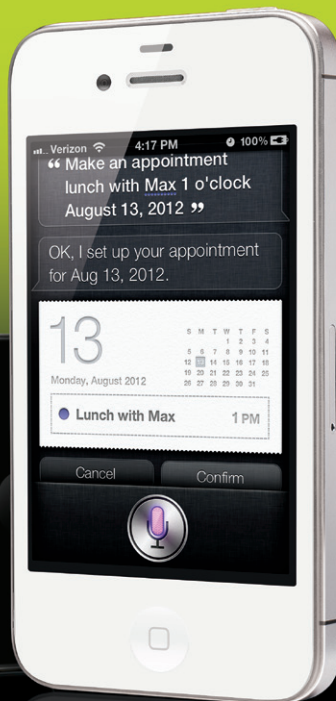 Verizon 4:17 PM 100%
“ Make an appointment
lunch with Max 1 o'clock
August 13, 2012 ”
OK, I set up your appointment
for Aug 13, 2012.
13
Monday, August 2012
S M T W T F S
1 2 3 4
5 6 7 8 9 10 11
12 13 14 15 16 17 18
19 20 21 22 23 24 25
26 27 28 29 30 31
Lunch with Max 1 PM
Cancel Confirm